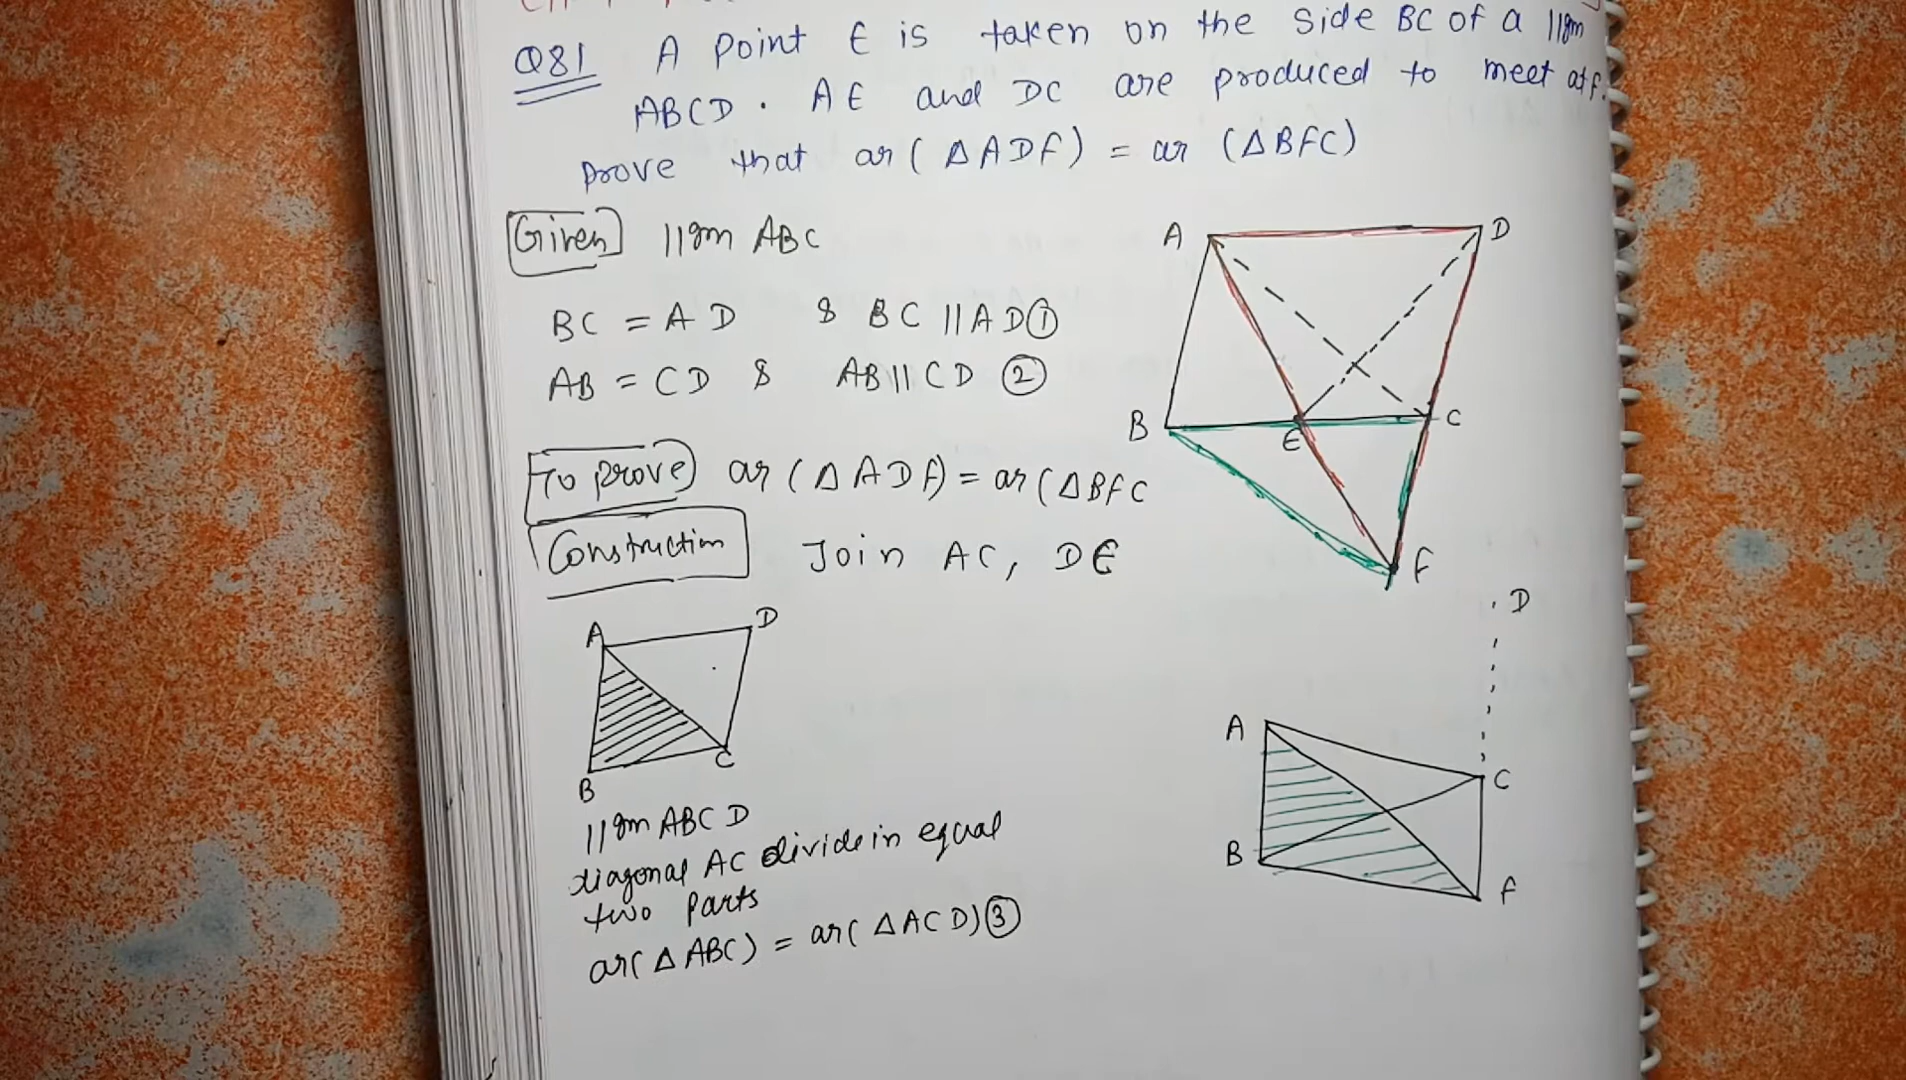 Q81 A Point E is taken on the side BC of a ||gm
ABCD. AE and DC are produced to meet at F.
Prove that ar(ΔADF) = ar (ΔBFC)
Given ||gm ABC
BC = AD & BC || AD ①
AB = CD & AB || CD ②
To prove ar(ΔADF) = ar(ΔBFC
Construction Join AC, DE
A
D
B
E
C
F
A
D
B
C
||gm ABCD
diagonal AC divide in equal
two parts
ar(ΔABC) = ar(ΔACD) ③
D
A
C
B
F